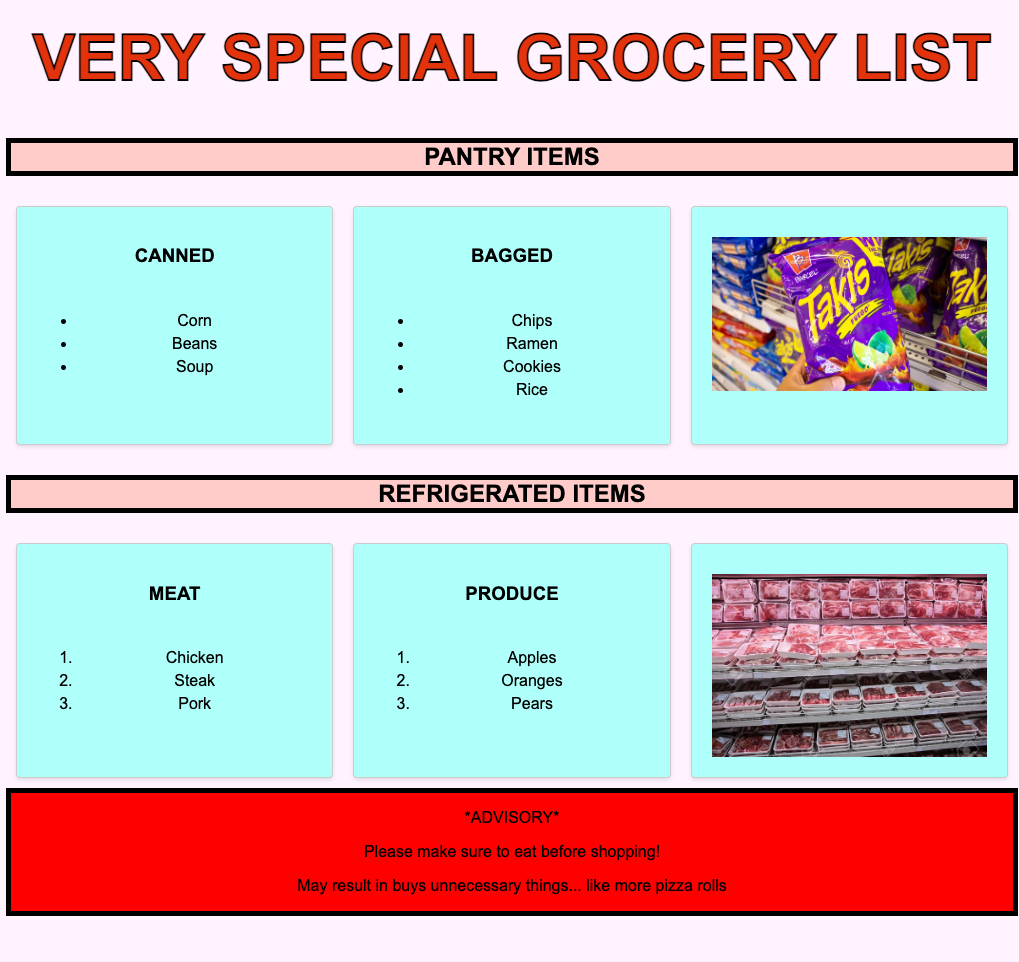 VERY SPECIAL GROCERY LIST
PANTRY ITEMS
CANNED
• Corn
• Beans
• Soup
BAGGED
• Chips
• Ramen
• Cookies
• Rice
BARCEL
Takis
FUEGO
REFRIGERATED ITEMS
MEAT
1. Chicken
2. Steak
3. Pork
PRODUCE
1. Apples
2. Oranges
3. Pears
*ADVISORY*
Please make sure to eat before shopping!
May result in buys unnecessary things... like more pizza rolls